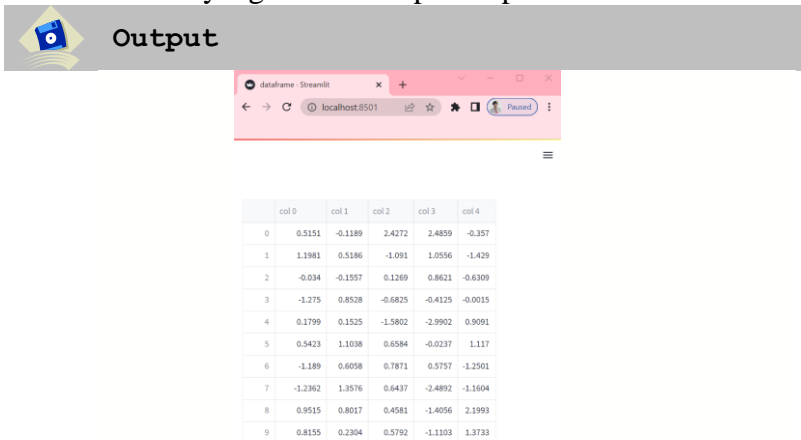 Output
dataframe · Streamlit
localhost:8501
Paused
col 0 col 1 col 2 col 3 col 4
0 0.5151 -0.1189 2.4272 2.4859 -0.357
1 1.1981 0.5186 -1.091 1.0556 -1.429
2 -0.034 -0.1557 0.1269 0.8621 -0.6309
3 -1.275 0.8528 -0.6825 -0.4125 -0.0015
4 0.1799 0.1525 -1.5802 -2.9902 0.9091
5 0.5423 1.1038 0.6584 -0.0237 1.117
6 -1.189 0.6058 0.7871 0.5757 -1.2501
7 -1.2362 1.3576 0.6437 -2.4892 -1.1604
8 0.9515 0.8017 0.4581 -1.4056 2.1993
9 0.8155 0.2304 0.5792 -1.1103 1.3733